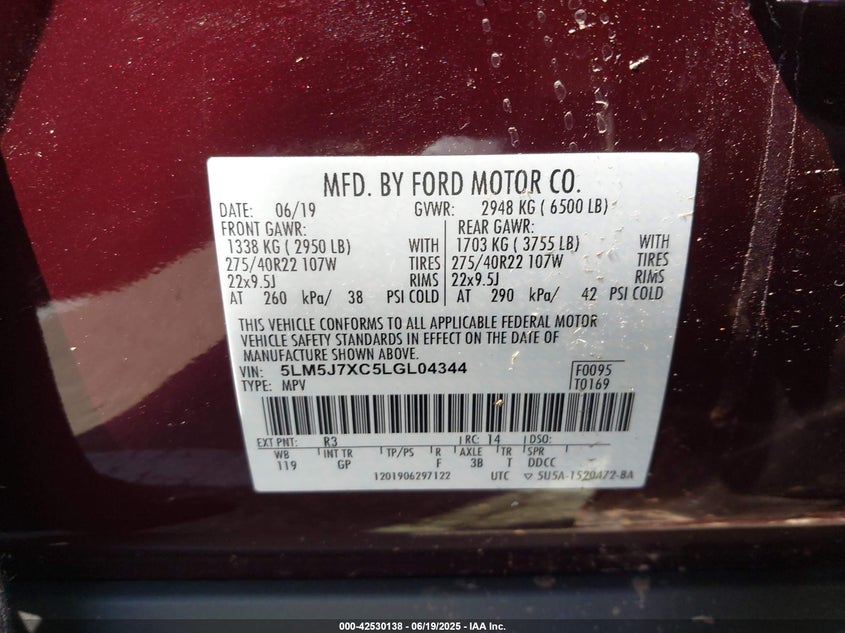 MFD. BY FORD MOTOR CO.
DATE: 06/19 GVWR: 2948 KG ( 6500 LB)
FRONT GAWR: REAR GAWR:
1338 KG ( 2950 LB) WITH 1703 KG ( 3755 LB) WITH
275/40R22 107W TIRES 275/40R22 107W TIRES
22x9.5J RIMS 22x9.5J RIMS
AT 260 kPa/ 38 PSI COLD AT 290 kPa/ 42 PSI COLD
THIS VEHICLE CONFORMS TO ALL APPLICABLE FEDERAL MOTOR
VEHICLE SAFETY STANDARDS IN EFFECT ON THE DATE OF
MANUFACTURE SHOWN ABOVE.
VIN: 5LM5J7XC5LGL04344 F0095
TYPE: MPV T0169
EXT PNT: R3 RC: 14 DSO:
WB INT TR TP/PS R AXLE TR SPR
119 GP F 3B T DDCC
1201906297122 UTC ▽ 5U5A-1520472-BA
000-42530138 - 06/19/2025 - IAA Inc.